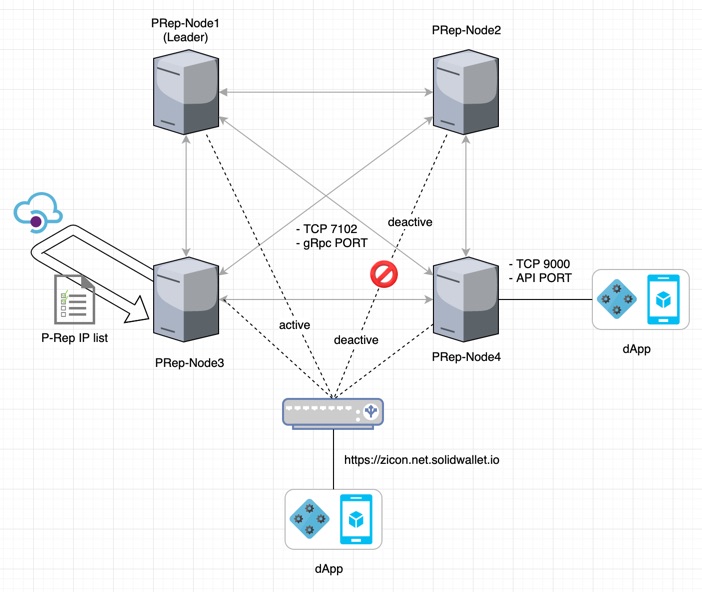 PRep-Node1
(Leader)
PRep-Node2
- TCP 7102
- gRpc PORT
deactive
- TCP 9000
- API PORT
P-Rep IP list
PRep-Node3
active
deactive
PRep-Node4
dApp
https://zicon.net.solidwallet.io
dApp